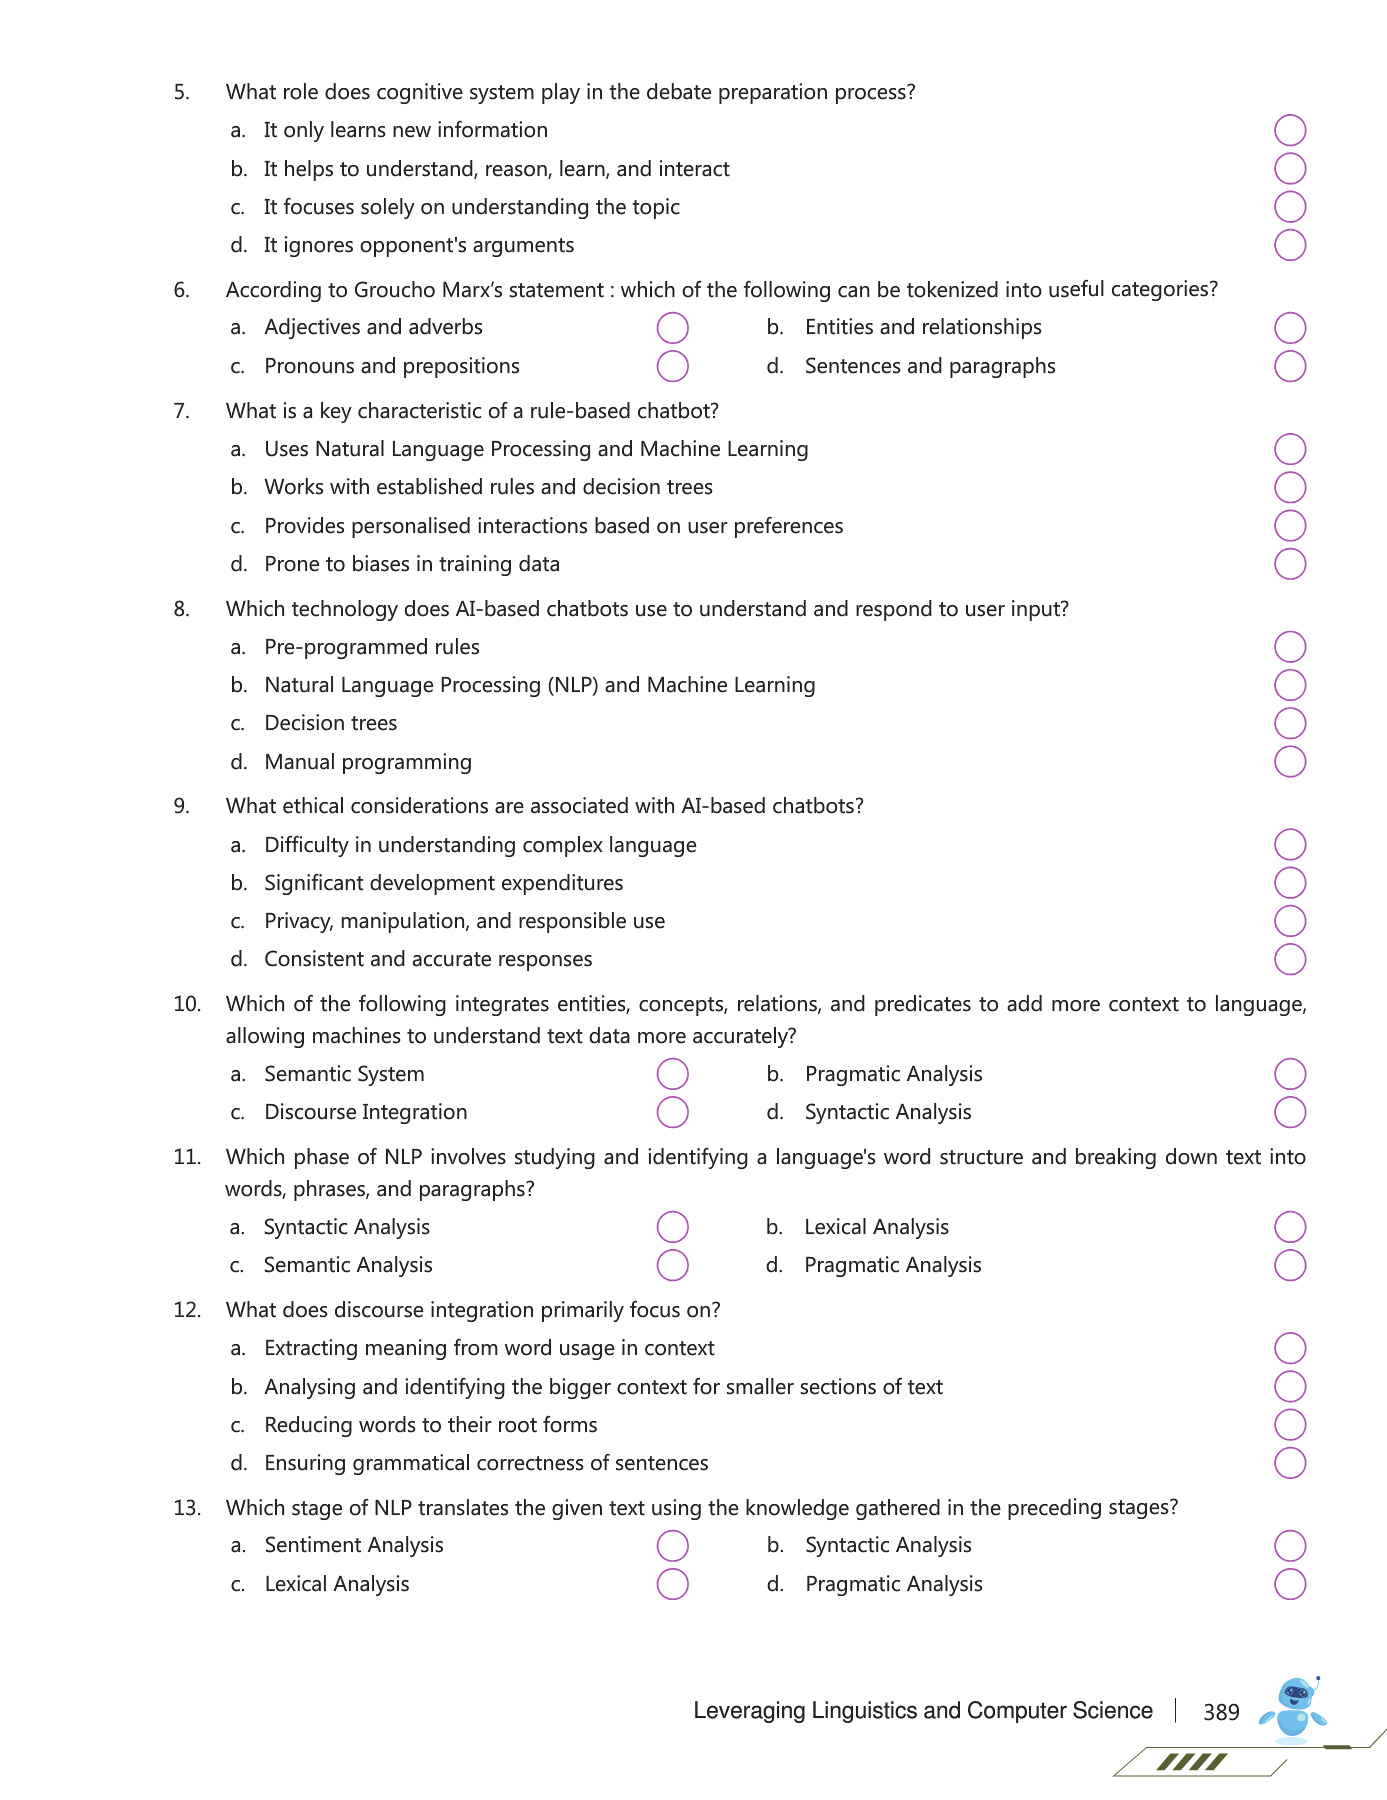 5. What role does cognitive system play in the debate preparation process?
a. It only learns new information
b. It helps to understand, reason, learn, and interact
c. It focuses solely on understanding the topic
d. It ignores opponent's arguments
6. According to Groucho Marx’s statement : which of the following can be tokenized into useful categories?
a. Adjectives and adverbs b. Entities and relationships
c. Pronouns and prepositions d. Sentences and paragraphs
7. What is a key characteristic of a rule-based chatbot?
a. Uses Natural Language Processing and Machine Learning
b. Works with established rules and decision trees
c. Provides personalised interactions based on user preferences
d. Prone to biases in training data
8. Which technology does AI-based chatbots use to understand and respond to user input?
a. Pre-programmed rules
b. Natural Language Processing (NLP) and Machine Learning
c. Decision trees
d. Manual programming
9. What ethical considerations are associated with AI-based chatbots?
a. Difficulty in understanding complex language
b. Significant development expenditures
c. Privacy, manipulation, and responsible use
d. Consistent and accurate responses
10. Which of the following integrates entities, concepts, relations, and predicates to add more context to language,
allowing machines to understand text data more accurately?
a. Semantic System b. Pragmatic Analysis
c. Discourse Integration d. Syntactic Analysis
11. Which phase of NLP involves studying and identifying a language's word structure and breaking down text into
words, phrases, and paragraphs?
a. Syntactic Analysis b. Lexical Analysis
c. Semantic Analysis d. Pragmatic Analysis
12. What does discourse integration primarily focus on?
a. Extracting meaning from word usage in context
b. Analysing and identifying the bigger context for smaller sections of text
c. Reducing words to their root forms
d. Ensuring grammatical correctness of sentences
13. Which stage of NLP translates the given text using the knowledge gathered in the preceding stages?
a. Sentiment Analysis b. Syntactic Analysis
c. Lexical Analysis d. Pragmatic Analysis
Leveraging Linguistics and Computer Science 389